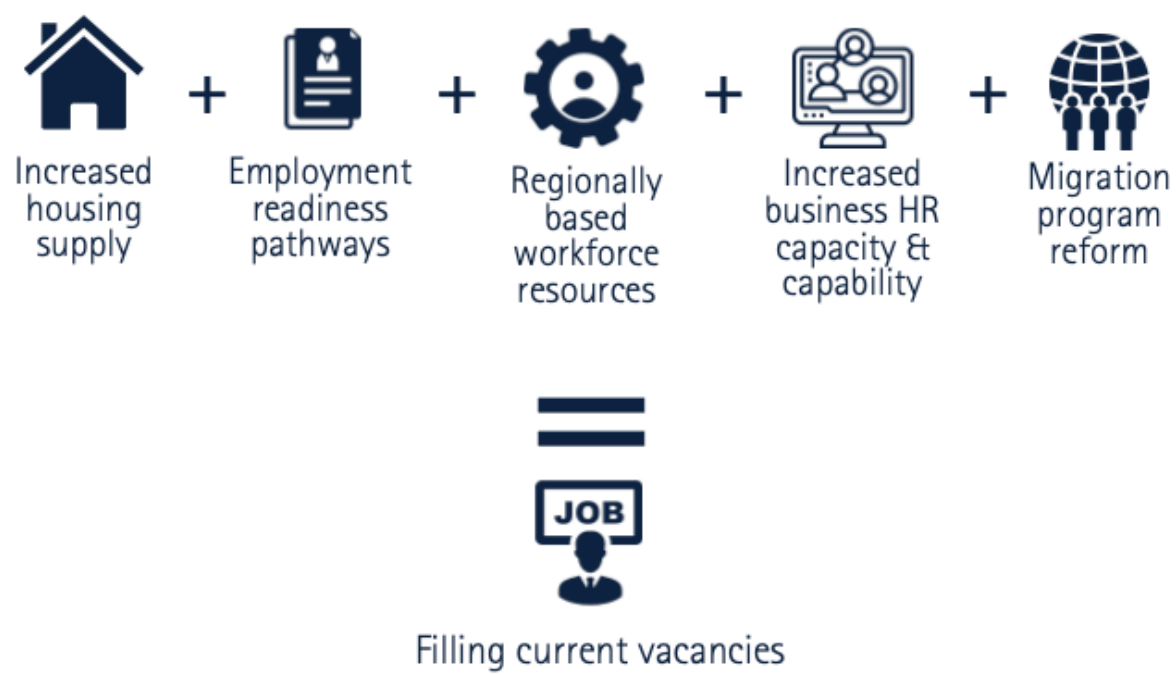 Increased
housing
supply
+
Employment
readiness
pathways
+
Regionally
based
workforce
resources
+
Increased
business HR
capacity &
capability
+
Migration
program
reform
=
JOB
Filling current vacancies